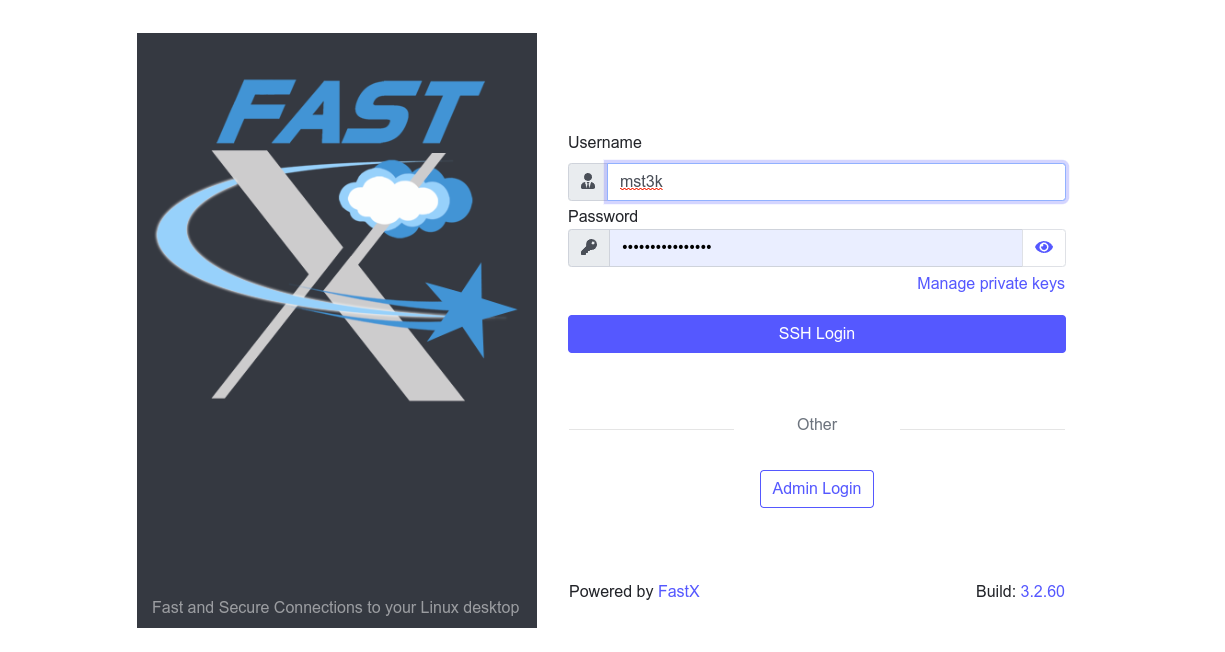 FAST
X
Fast and Secure Connections to your Linux desktop
Username
mst3k
Password
••••••••••••••••
Manage private keys
SSH Login
Other
Admin Login
Powered by FastX
Build: 3.2.60